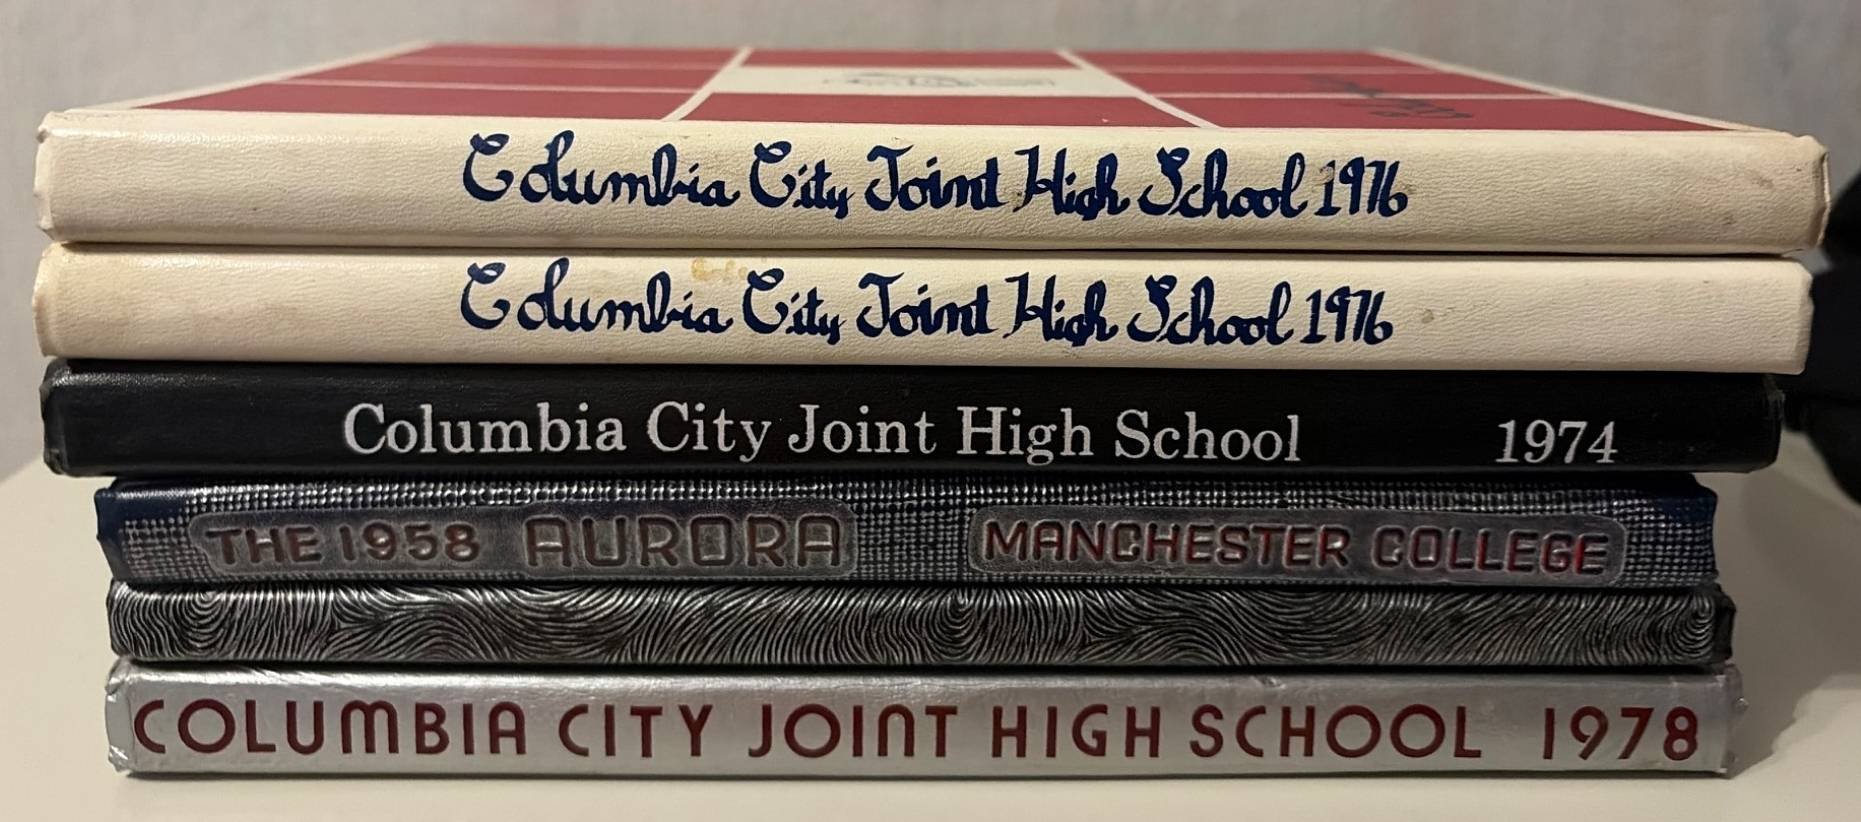 Columbia City Joint High School 1976
Columbia City Joint High School 1976
Columbia City Joint High School 1974
THE 1958 AURORA MANCHESTER COLLEGE
COLUMBIA CITY JOINT HIGH SCHOOL 1978